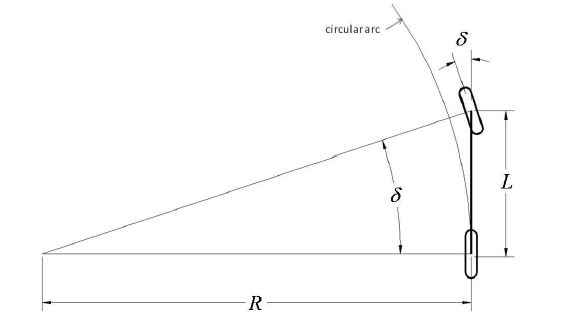 circular arc
δ
δ
L
R